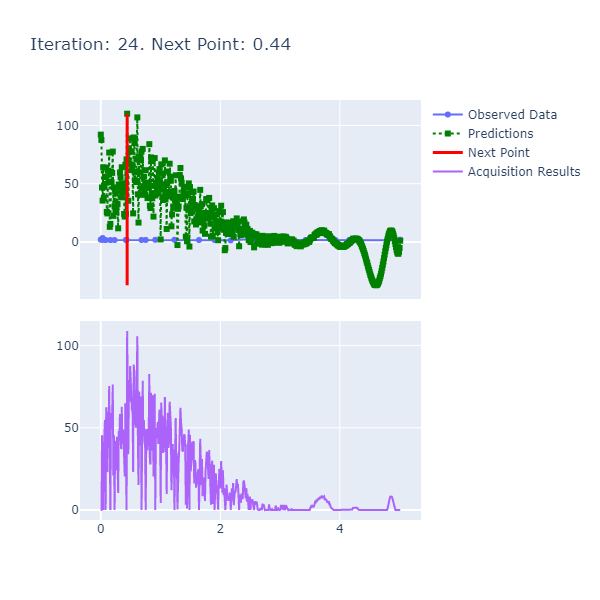 Iteration: 24. Next Point: 0.44
100
50
0
Observed Data
Predictions
Next Point
Acquisition Results
100
50
0
0 2 4